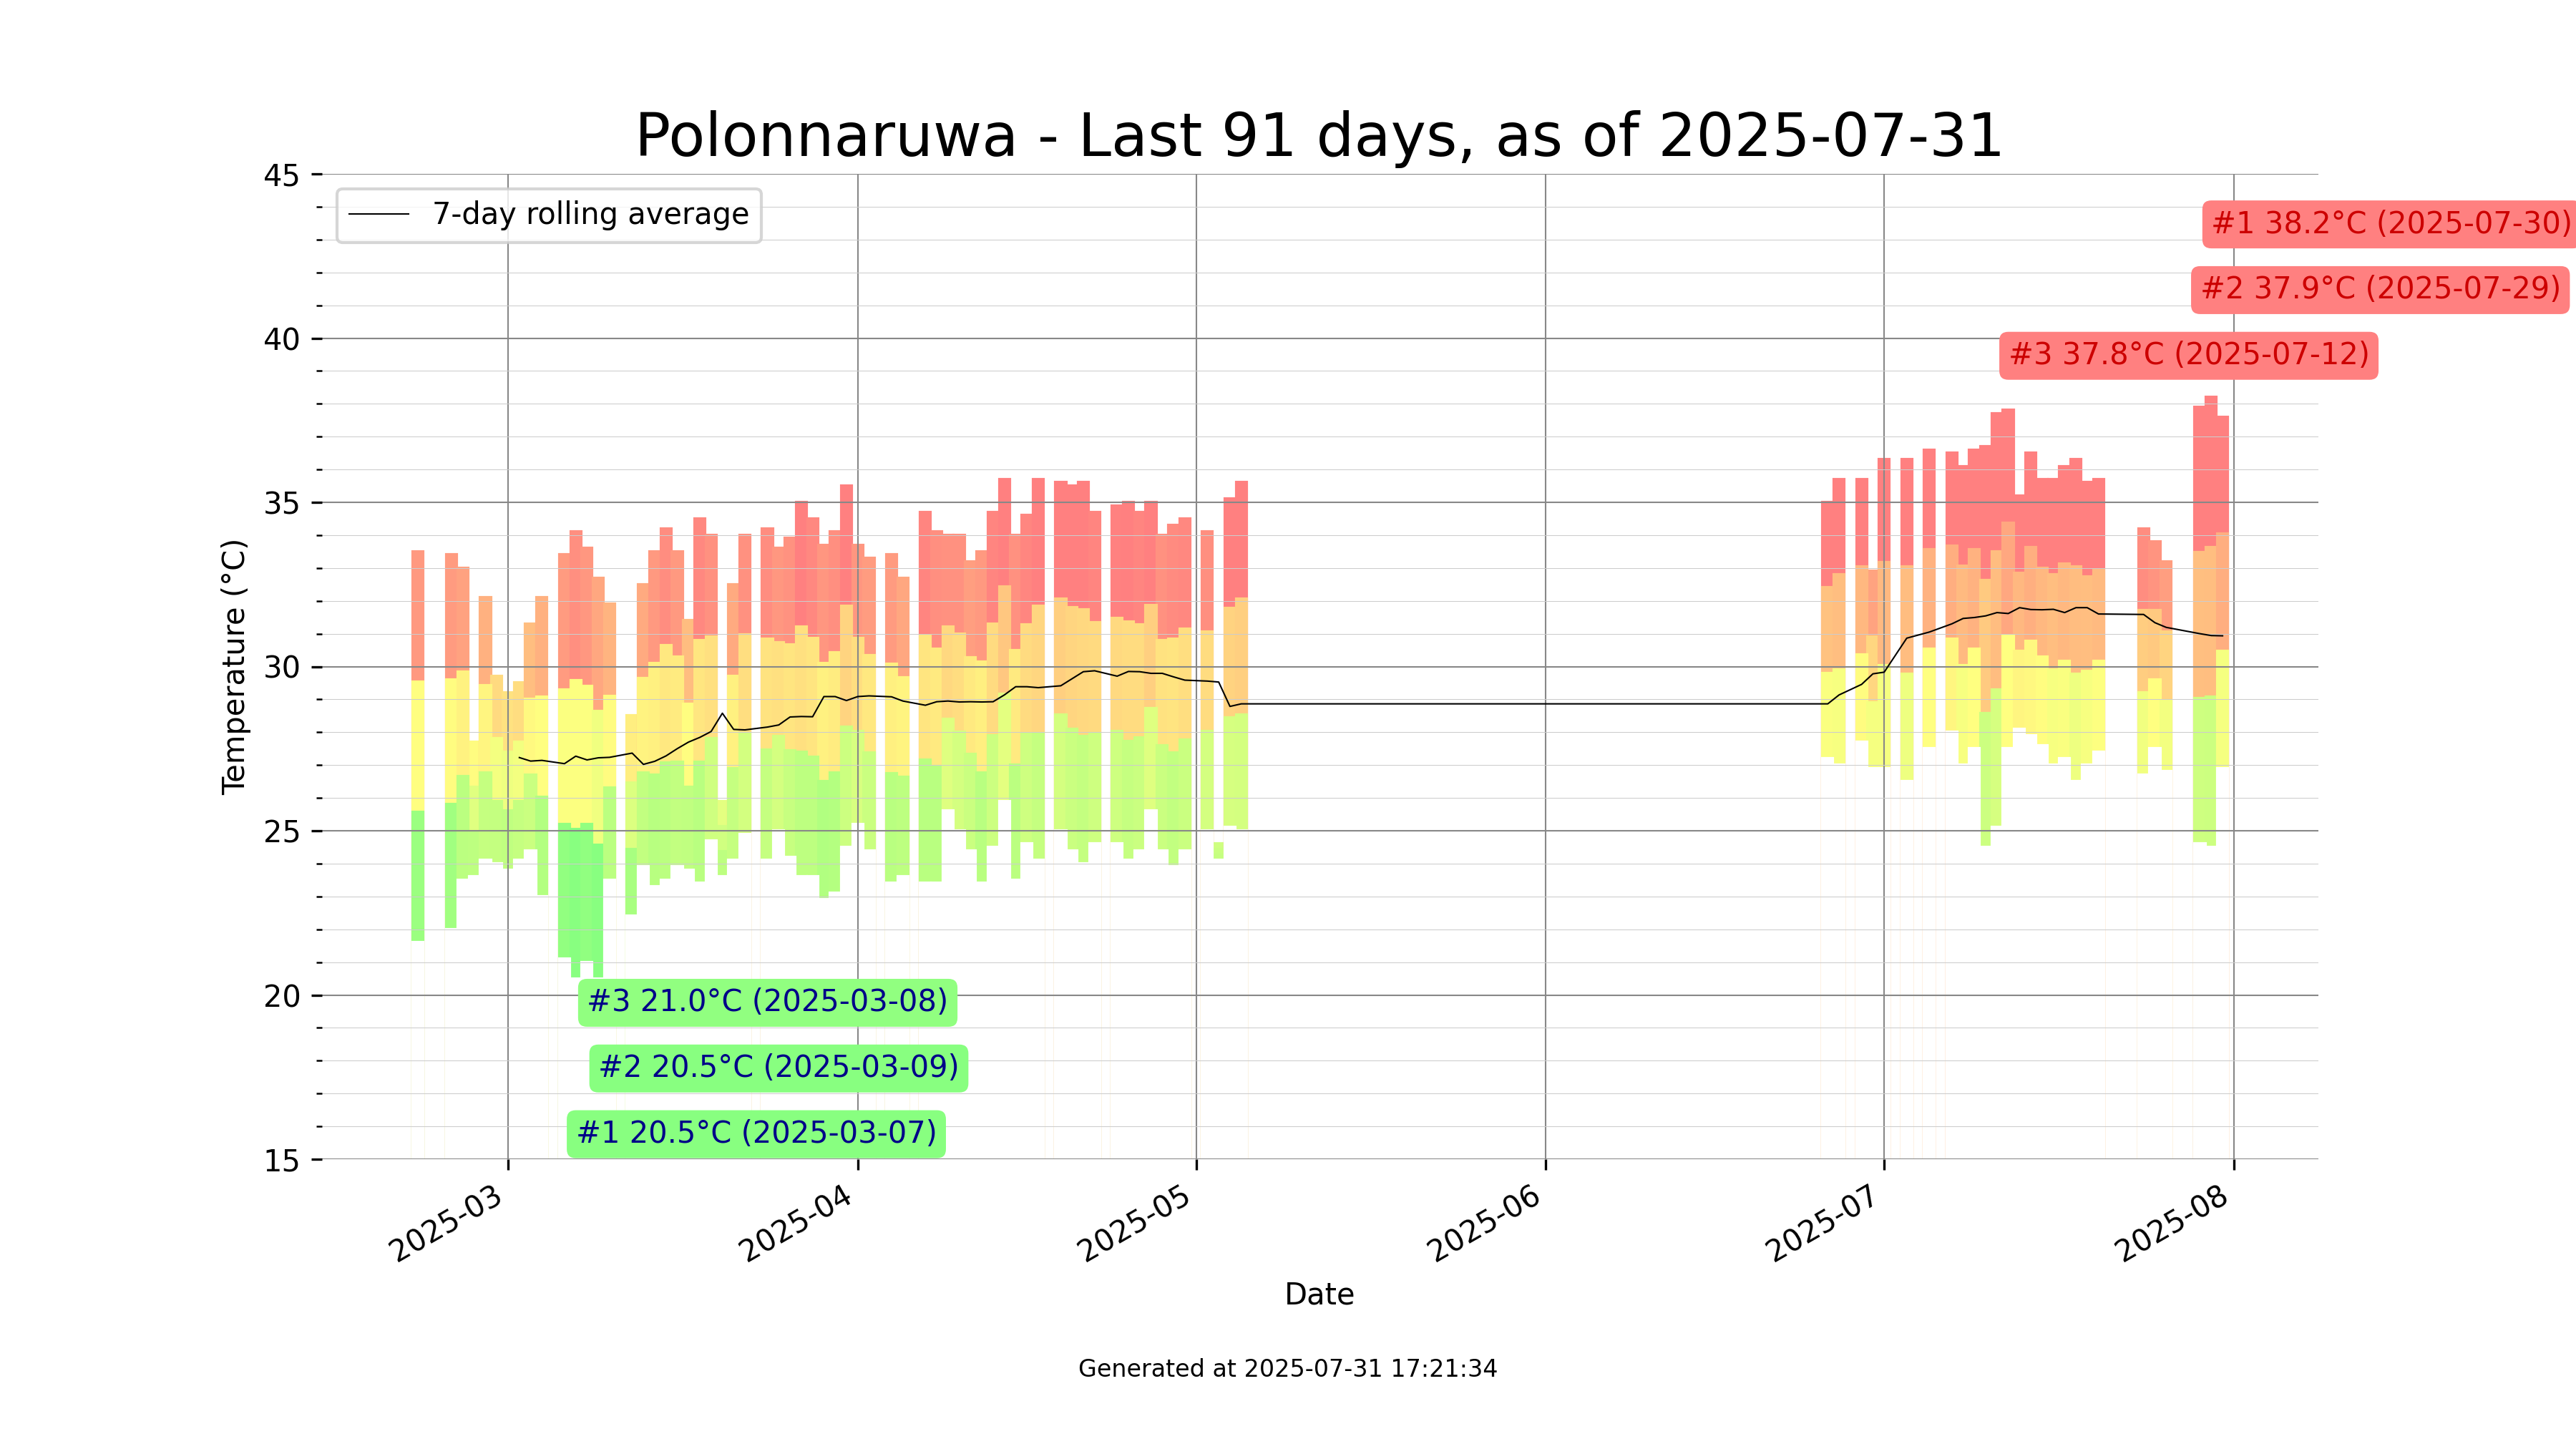 Polonnaruwa - Last 91 days, as of 2025-07-31
45
7-day rolling average
#1 38.2°C (2025-07-30)
#2 37.9°C (2025-07-29)
40
#3 37.8°C (2025-07-12)
35
30
Temperature (°C)
25
20
#3 21.0°C (2025-03-08)
#2 20.5°C (2025-03-09)
#1 20.5°C (2025-03-07)
15
2025-03
2025-04
2025-05
2025-06
2025-07
2025-08
Date
Generated at 2025-07-31 17:21:34